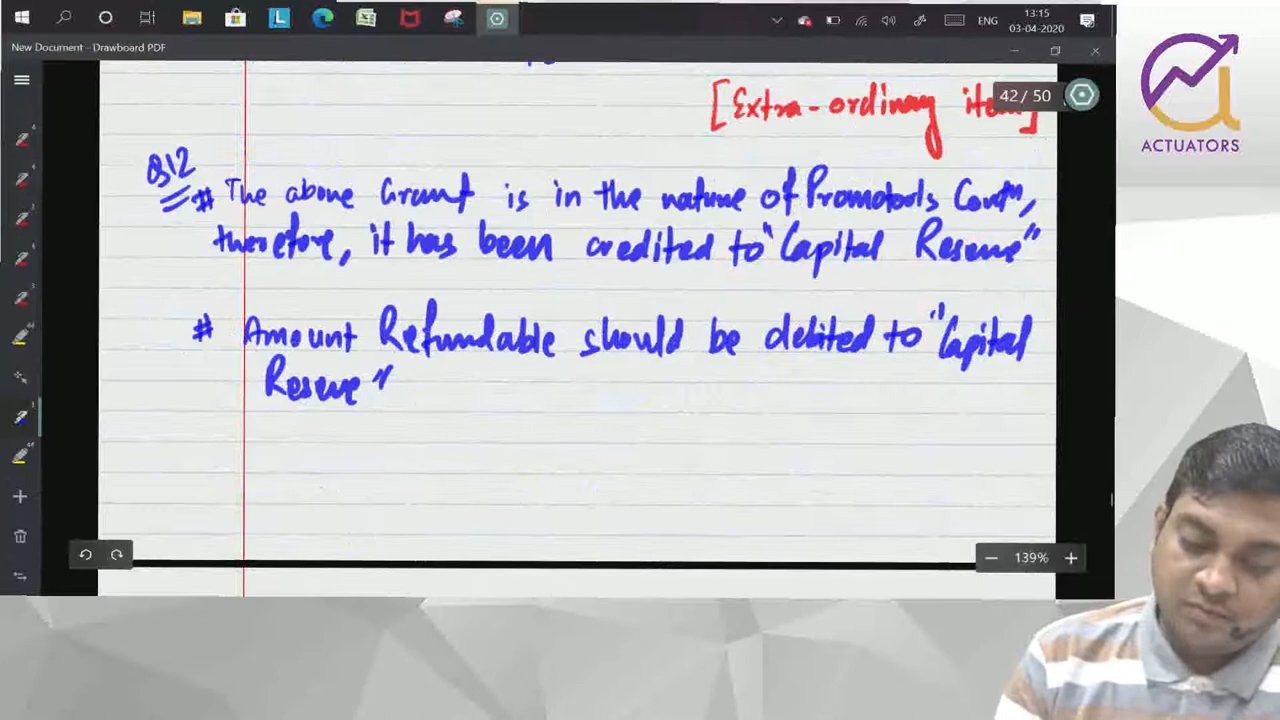 13:15
ENG
03-04-2020
New Document - Drawboard PDF
[Extra-ordinary item]
42 / 50
ACTUATORS
Q12
# The above Grant is in the nature of Promotors Contn,
therefore, it has been credited to "Capital Reserve"
# Amount Refundable should be debited to "Capital
Reserve"
139%